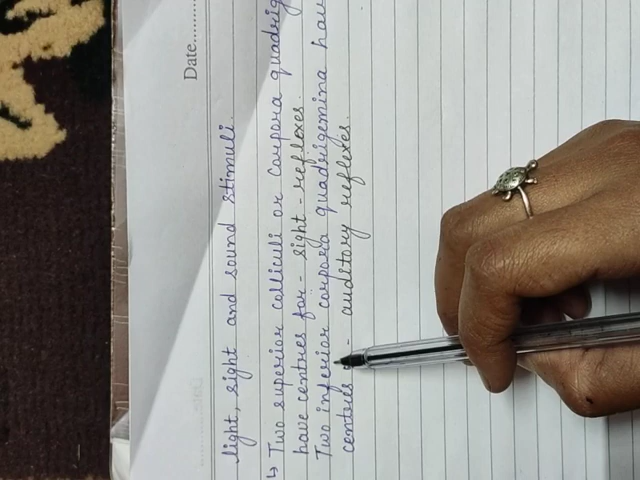 Date.........
light, sight and sound stimuli.
↳ Two superior colliculi or corpora quadrig
have centres for - sight - reflexes.
Two inferior corpora quadrigemina hav
centres - auditory reflexes.